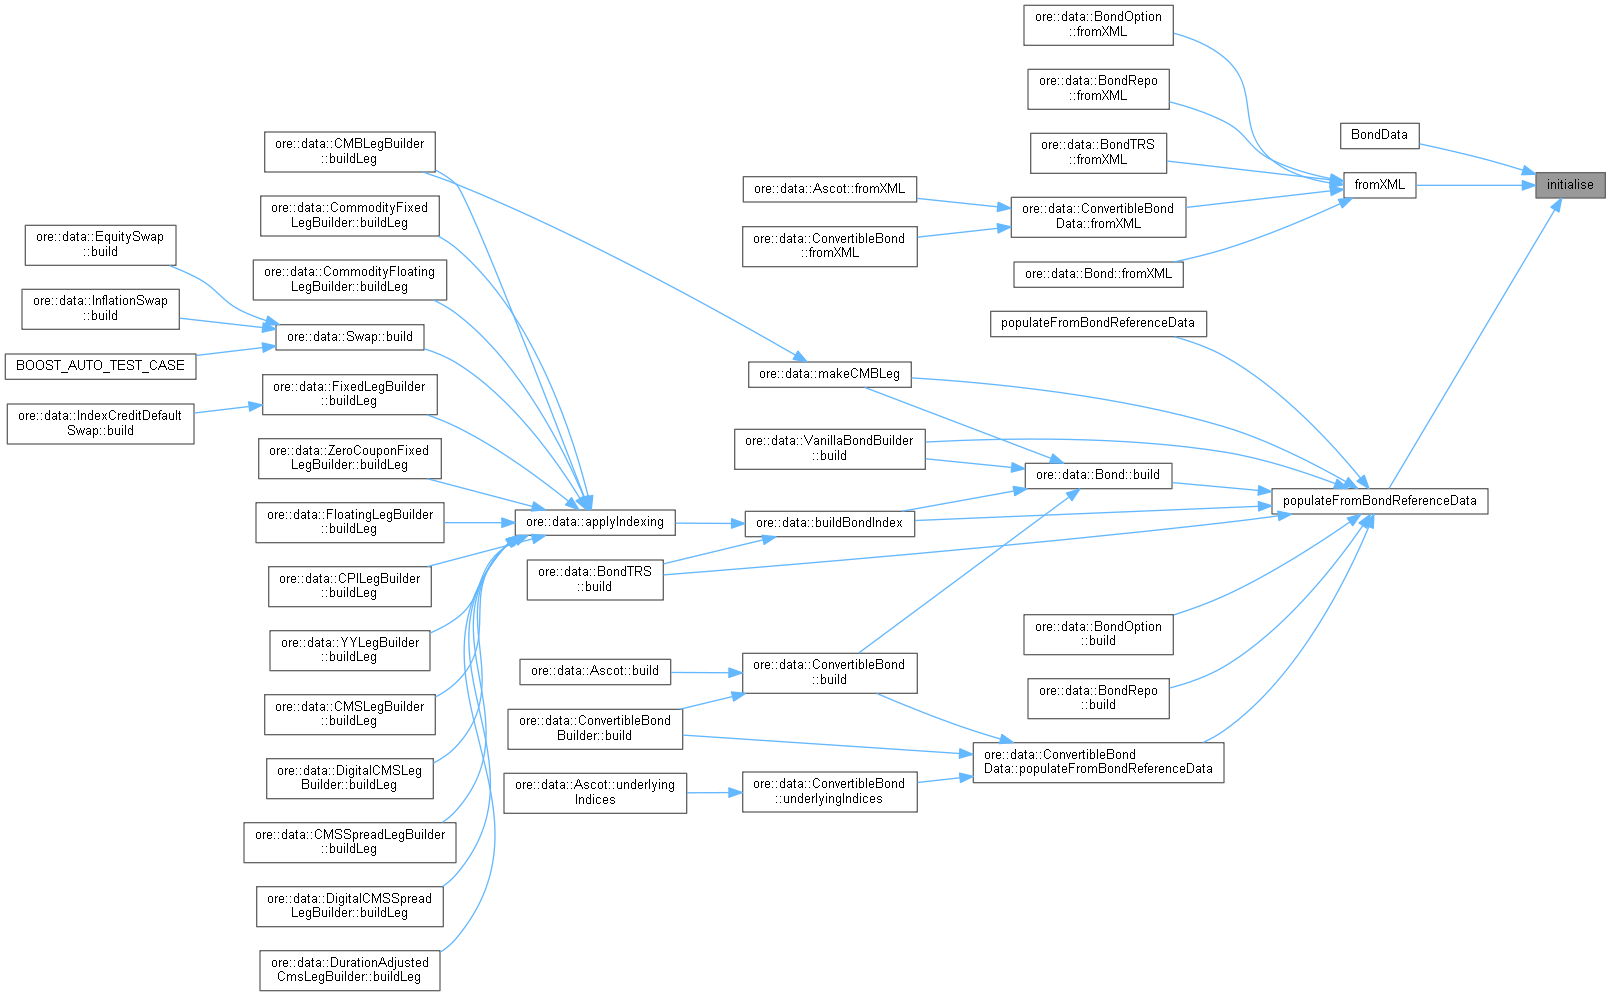 ore::data::BondOption
::fromXML
ore::data::BondRepo
::fromXML
ore::data::BondTRS
::fromXML
BondData
fromXML
initialise
ore::data::Ascot::fromXML
ore::data::ConvertibleBond
Data::fromXML
ore::data::ConvertibleBond
::fromXML
ore::data::Bond::fromXML
populateFromBondReferenceData
ore::data::CMBLegBuilder
::buildLeg
ore::data::CommodityFixed
LegBuilder::buildLeg
ore::data::EquitySwap
::build
ore::data::CommodityFloating
LegBuilder::buildLeg
ore::data::InflationSwap
::build
ore::data::Swap::build
BOOST_AUTO_TEST_CASE
ore::data::FixedLegBuilder
::buildLeg
ore::data::IndexCreditDefault
Swap::build
ore::data::makeCMBLeg
ore::data::VanillaBondBuilder
::build
ore::data::Bond::build
populateFromBondReferenceData
ore::data::ZeroCouponFixed
LegBuilder::buildLeg
ore::data::FloatingLegBuilder
::buildLeg
ore::data::applyIndexing
ore::data::buildBondIndex
ore::data::CPILegBuilder
::buildLeg
ore::data::BondTRS
::build
ore::data::YYLegBuilder
::buildLeg
ore::data::BondOption
::build
ore::data::CMSLegBuilder
::buildLeg
ore::data::Ascot::build
ore::data::ConvertibleBond
::build
ore::data::BondRepo
::build
ore::data::ConvertibleBond
Builder::build
ore::data::DigitalCMSLeg
Builder::buildLeg
ore::data::Ascot::underlying
Indices
ore::data::ConvertibleBond
::underlyingIndices
ore::data::ConvertibleBond
Data::populateFromBondReferenceData
ore::data::CMSSpreadLegBuilder
::buildLeg
ore::data::DigitalCMSSpread
LegBuilder::buildLeg
ore::data::DurationAdjusted
CmsLegBuilder::buildLeg